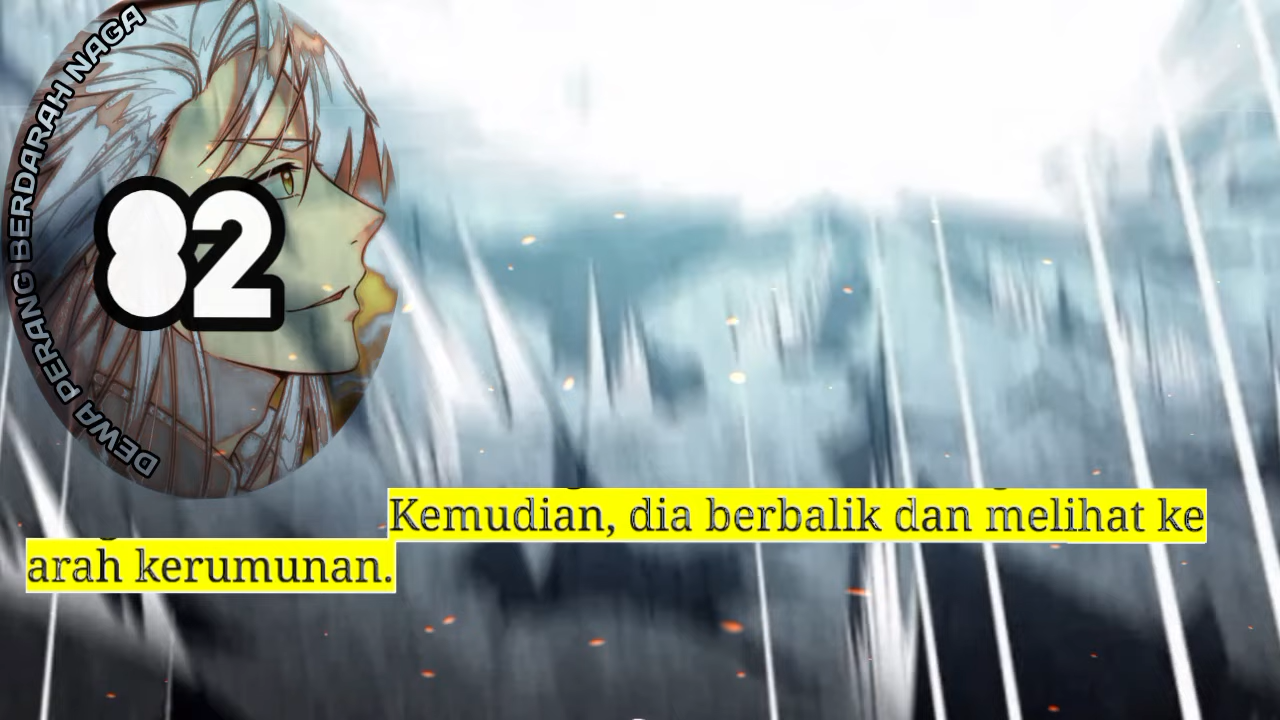 DEWA PERANG BERDARAH NAGA
82
Kemudian, dia berbalik dan melihat ke
arah kerumunan.